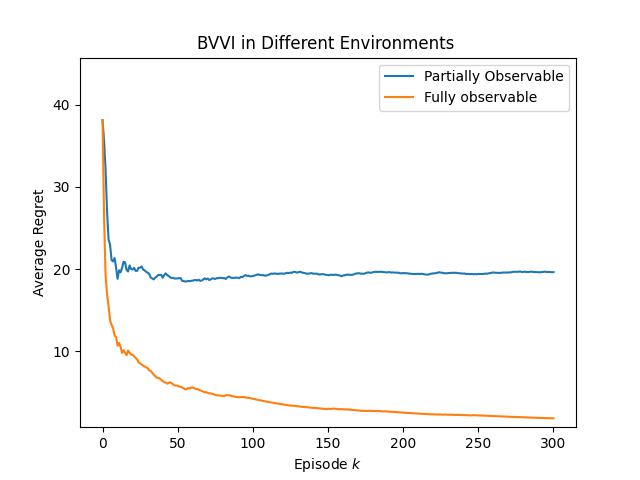 BVVI in Different Environments
Partially Observable
Fully observable
Average Regret
40
30
20
10
0
50
100
150
200
250
300
Episode k